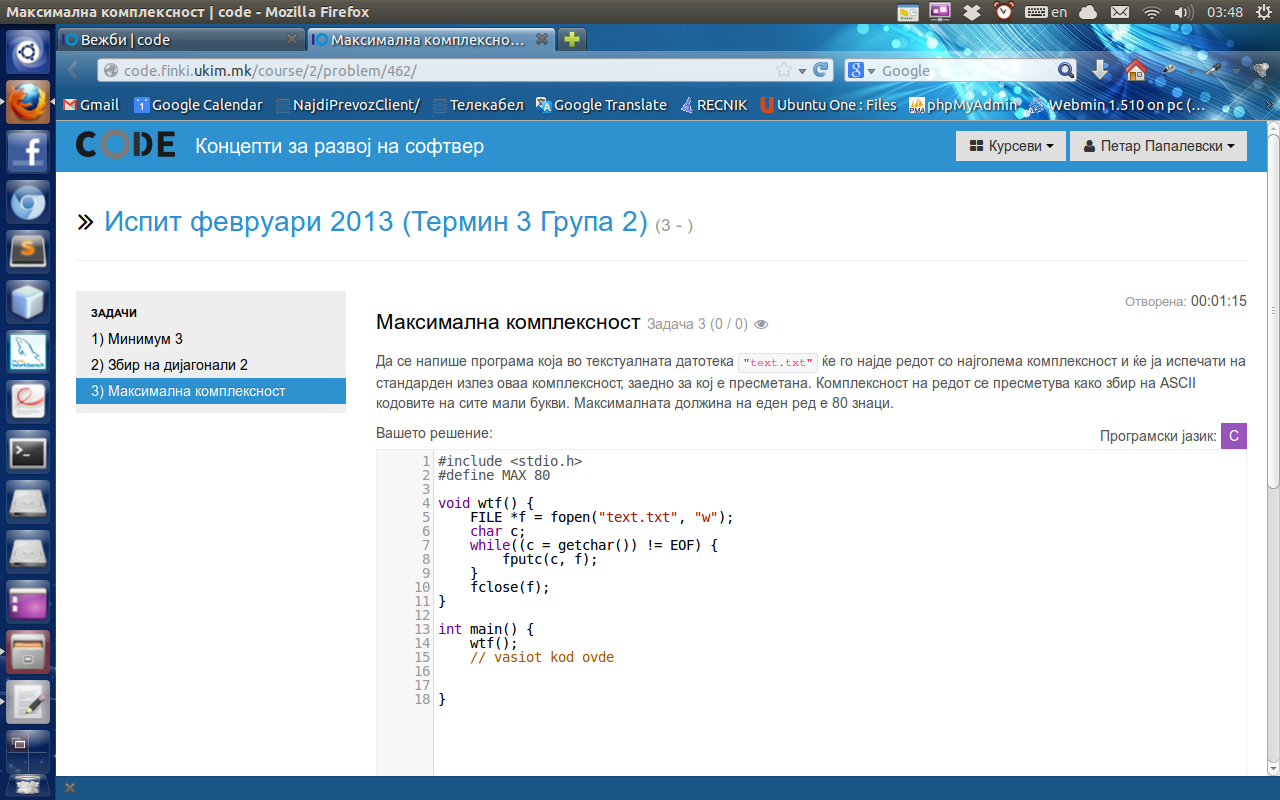 Максимална комплексност | code - Mozilla Firefox
en
03:48
Вежби | code
Максимална комплексно...
code.finki.ukim.mk/course/2/problem/462/
Google
Gmail
Google Calendar
NajdiPrevozClient/
Телекабел
Google Translate
RECNIK
Ubuntu One : Files
phpMyAdmin
Webmin 1.510 on pc (...
CODE
Концепти за развој на софтвер
Курсеви
Петар Папалевски
Испит февруари 2013 (Термин 3 Група 2) (3 - )
ЗАДАЧИ
1) Минимум 3
2) Збир на дијагонали 2
3) Максимална комплексност
Отворена: 00:01:15
Максимална комплексност Задача 3 (0 / 0)
Да се напише програма која во текстуалната датотека "text.txt" ќе го најде редот со најголема комплексност и ќе ја испечати на
стандарден излез оваа комплексност, заедно за кој е пресметана. Комплексност на редот се пресметува како збир на ASCII
кодовите на сите мали букви. Максималната должина на еден ред е 80 знаци.
Вашето решение:
Програмски јазик: C
1 #include <stdio.h>
2 #define MAX 80
3
4 void wtf() {
5     FILE *f = fopen("text.txt", "w");
6     char c;
7     while((c = getchar()) != EOF) {
8         fputc(c, f);
9     }
10     fclose(f);
11 }
12
13 int main() {
14     wtf();
15     // vasiot kod ovde
16
17
18 }